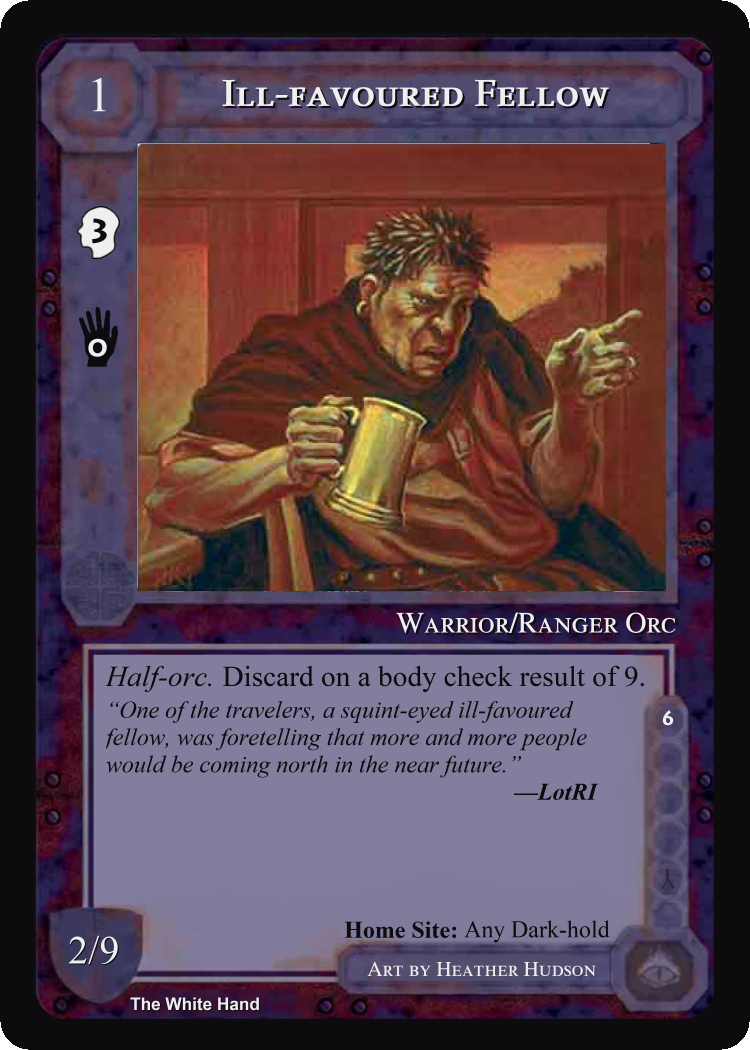 1
ILL-FAVOURED FELLOW
3
0
WARRIOR/RANGER ORC
Half-orc. Discard on a body check result of 9.
“One of the travelers, a squint-eyed ill-favoured
fellow, was foretelling that more and more people
would be coming north in the near future.”
—LotRI
6
Home Site: Any Dark-hold
2/9
ART BY HEATHER HUDSON
The White Hand